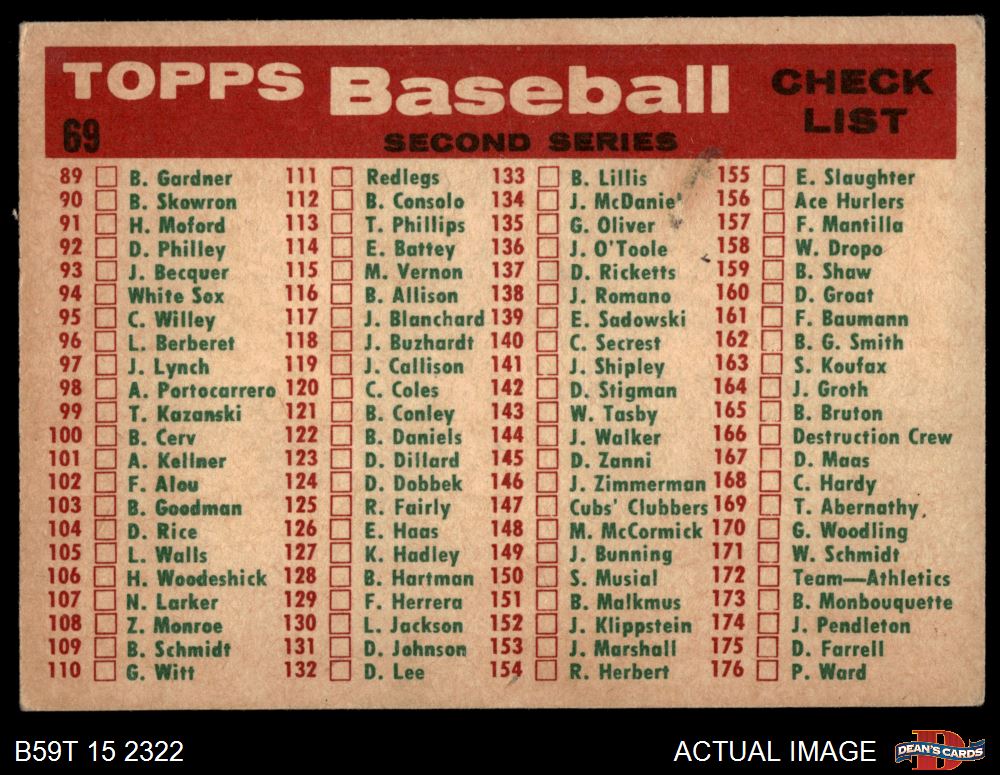 TOPPS Baseball CHECK LIST
69 SECOND SERIES
89 B. Gardner
90 B. Skowron
91 H. Moford
92 D. Philley
93 J. Becquer
94 White Sox
95 C. Willey
96 L. Berberet
97 J. Lynch
98 A. Portocarrero
99 T. Kazanski
100 B. Cerv
101 A. Kellner
102 F. Alou
103 B. Goodman
104 D. Rice
105 L. Walls
106 H. Woodeshick
107 N. Larker
108 Z. Monroe
109 B. Schmidt
110 G. Witt
111 Redlegs
112 B. Consolo
113 T. Phillips
114 E. Battey
115 M. Vernon
116 B. Allison
117 J. Blanchard
118 J. Buzhardt
119 J. Callison
120 C. Coles
121 B. Conley
122 B. Daniels
123 D. Dillard
124 D. Dobbek
125 R. Fairly
126 E. Haas
127 K. Hadley
128 B. Hartman
129 F. Herrera
130 L. Jackson
131 D. Johnson
132 D. Lee
133 B. Lillis
134 J. McDaniel
135 G. Oliver
136 J. O'Toole
137 D. Ricketts
138 J. Romano
139 E. Sadowski
140 C. Secrest
141 J. Shipley
142 D. Stigman
143 W. Tasby
144 J. Walker
145 D. Zanni
146 J. Zimmerman
147 Cubs' Clubbers
148 M. McCormick
149 J. Bunning
150 S. Musial
151 B. Malkmus
152 J. Klippstein
153 J. Marshall
154 R. Herbert
155 E. Slaughter
156 Ace Hurlers
157 F. Mantilla
158 W. Dropo
159 B. Shaw
160 D. Groat
161 F. Baumann
162 B. G. Smith
163 S. Koufax
164 J. Groth
165 B. Bruton
166 Destruction Crew
167 D. Maas
168 C. Hardy
169 T. Abernathy.
170 G. Woodling
171 W. Schmidt
172 Team—Athletics
173 B. Monbouquette
174 J. Pendleton
175 D. Farrell
176 P. Ward
B59T 15 2322
ACTUAL IMAGE
DEAN'S CARDS